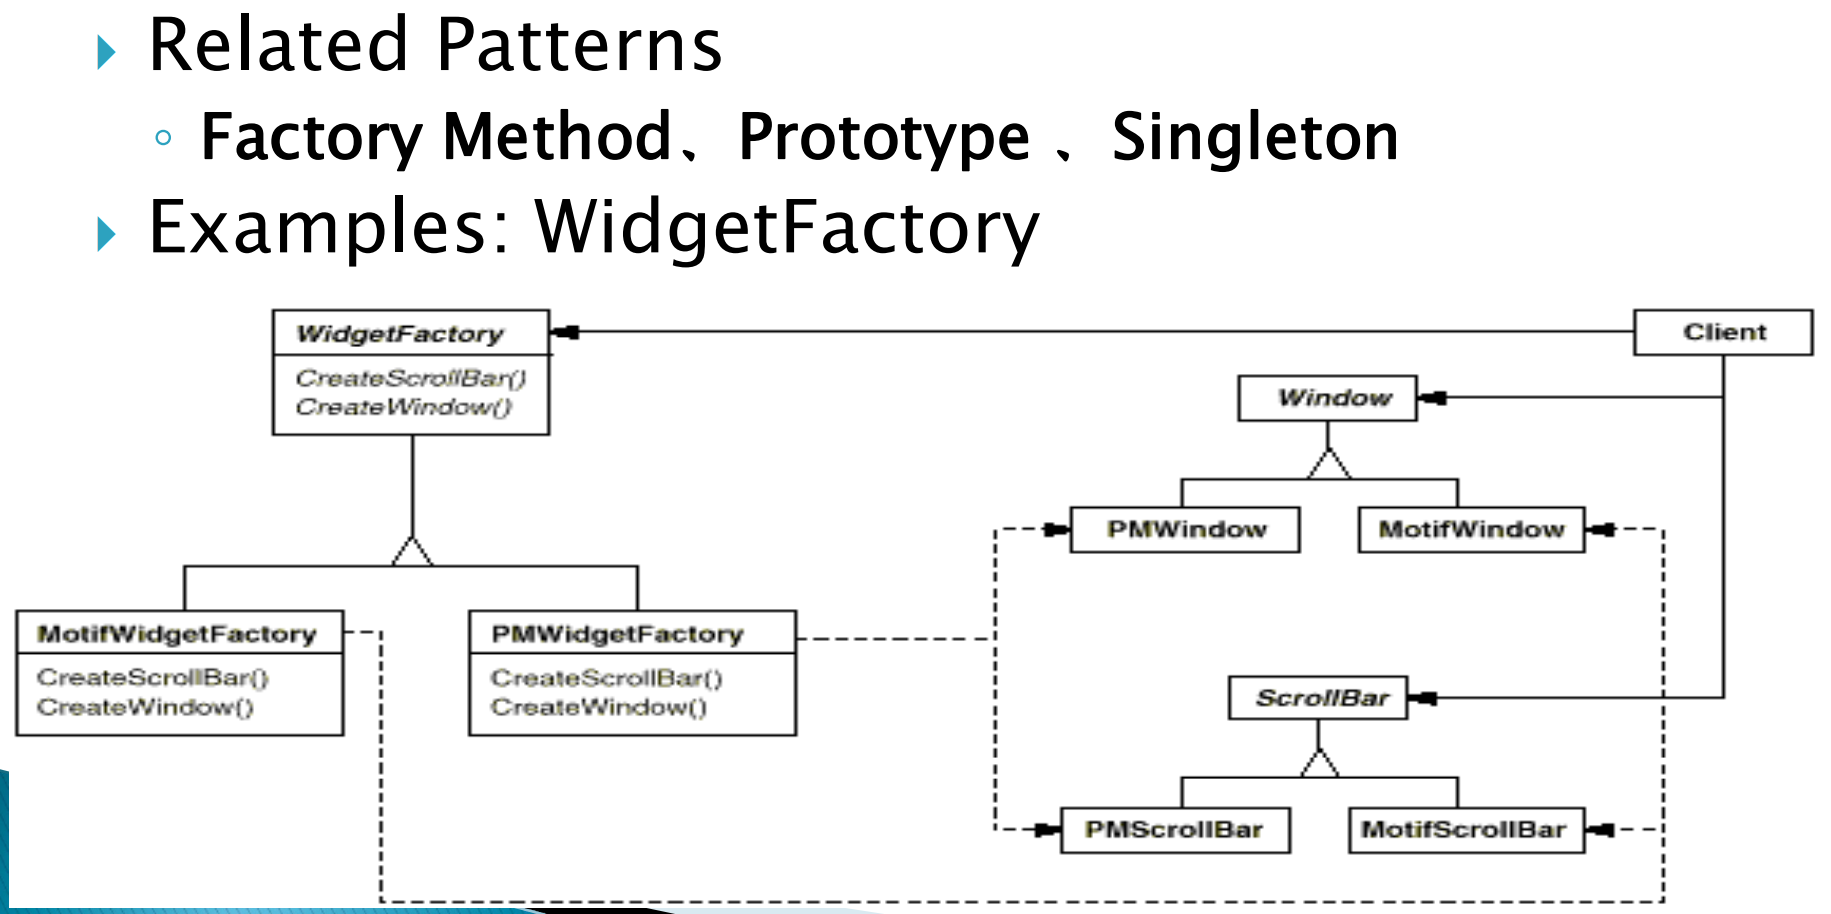 Related Patterns
Factory Method、Prototype 、Singleton
Examples: WidgetFactory
WidgetFactory
CreateScrollBar()
CreateWindow()
Client
Window
PMWindow
MotifWindow
MotifWidgetFactory
CreateScrollBar()
CreateWindow()
PMWidgetFactory
CreateScrollBar()
CreateWindow()
ScrollBar
PMScrollBar
MotifScrollBar